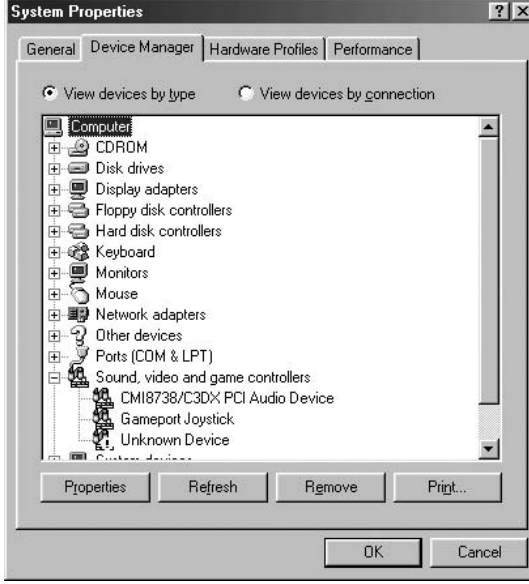 System Properties
General Device Manager Hardware Profiles Performance
View devices by type View devices by connection
Computer
CDROM
Disk drives
Display adapters
Floppy disk controllers
Hard disk controllers
Keyboard
Monitors
Mouse
Network adapters
Other devices
Ports (COM & LPT)
Sound, video and game controllers
CMI8738/C3DX PCI Audio Device
Gameport Joystick
Unknown Device
System devices
Properties Refresh Remove Print...
OK Cancel